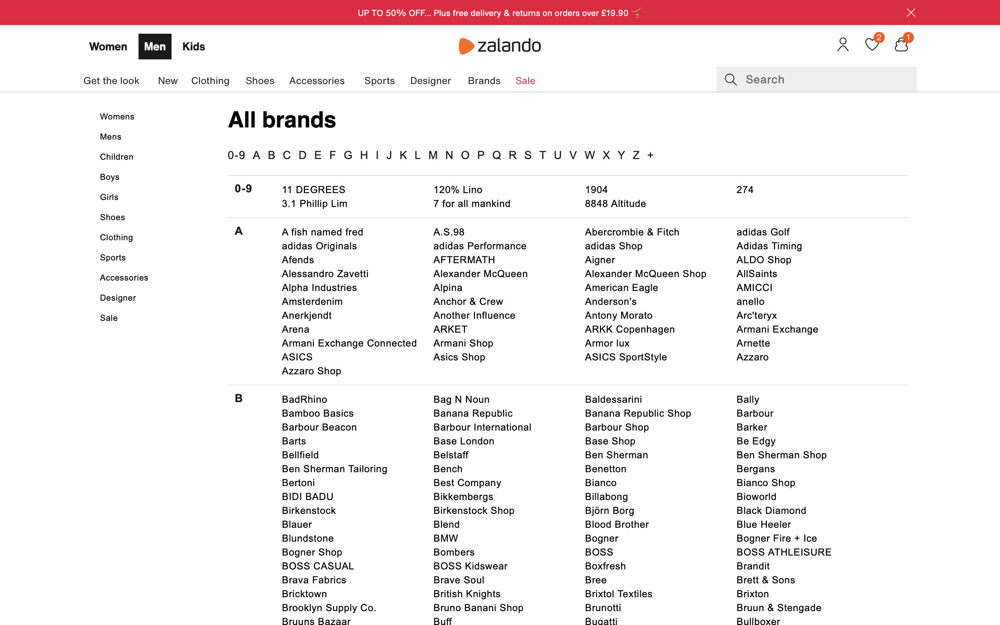 UP TO 50% OFF... Plus free delivery & returns on orders over £19.90
Women Men Kids
zalando
2
1
Get the look New Clothing Shoes Accessories Sports Designer Brands Sale
Search
Womens
Mens
Children
Boys
Girls
Shoes
Clothing
Sports
Accessories
Designer
Sale
All brands
0-9 A B C D E F G H I J K L M N O P Q R S T U V W X Y Z +
0-9
11 DEGREES 120% Lino 1904 274
3.1 Phillip Lim 7 for all mankind 8848 Altitude
A
A fish named fred A.S.98 Abercrombie & Fitch adidas Golf
adidas Originals adidas Performance adidas Shop Adidas Timing
Afends AFTERMATH Aigner ALDO Shop
Alessandro Zavetti Alexander McQueen Alexander McQueen Shop AllSaints
Alpha Industries Alpina American Eagle AMICCI
Amsterdenim Anchor & Crew Anderson's anello
Anerkjendt Another Influence Antony Morato Arc'teryx
Arena ARKET ARKK Copenhagen Armani Exchange
Armani Exchange Connected Armani Shop Armor lux Arnette
ASICS Asics Shop ASICS SportStyle Azzaro
Azzaro Shop
B
BadRhino Bag N Noun Baldessarini Bally
Bamboo Basics Banana Republic Banana Republic Shop Barbour
Barbour Beacon Barbour International Barbour Shop Barker
Barts Base London Base Shop Be Edgy
Bellfield Belstaff Ben Sherman Ben Sherman Shop
Ben Sherman Tailoring Bench Benetton Bergans
Bertoni Best Company Bianco Bianco Shop
BIDI BADU Bikkembergs Billabong Bioworld
Birkenstock Birkenstock Shop Björn Borg Black Diamond
Blauer Blend Blood Brother Blue Heeler
Blundstone BMW Bogner Bogner Fire + Ice
Bogner Shop Bombers BOSS BOSS ATHLEISURE
BOSS CASUAL BOSS Kidswear Boxfresh Brandit
Brava Fabrics Brave Soul Bree Brett & Sons
Bricktown British Knights Brixtol Textiles Brixton
Brooklyn Supply Co. Bruno Banani Shop Brunotti Bruun & Stengade
Bruuns Bazaar Buff Bugatti Bullboxer